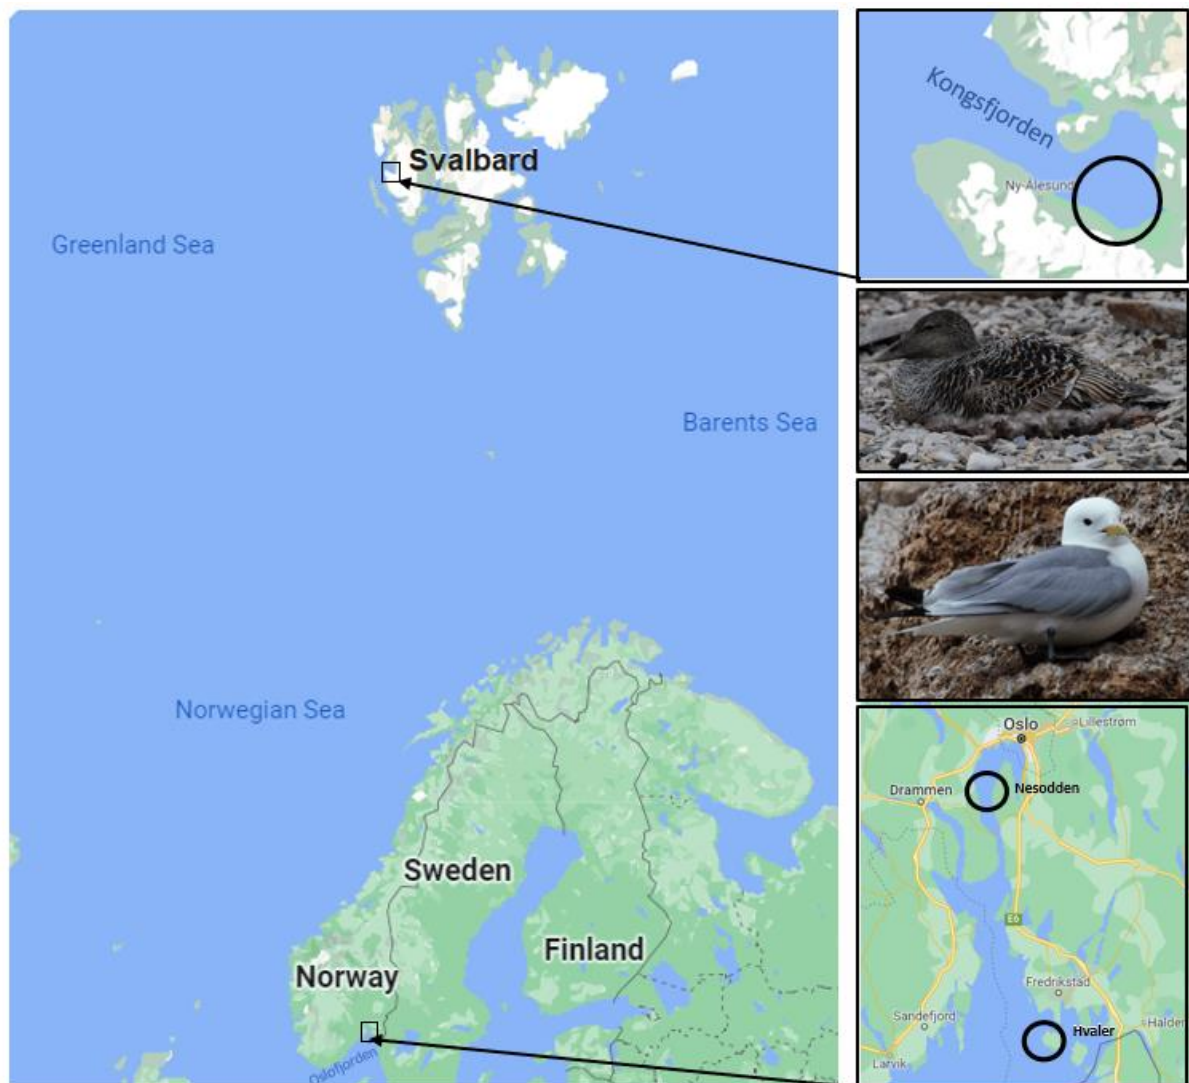 Svalbard
Greenland Sea
Barents Sea
Norwegian Sea
Sweden
Finland
Norway
Oslofjorden
Kongsfjorden
Ny-Ålesund
Oslo
Lillestrøm
Drammen
Nesodden
E6
Fredrikstad
Sandefjord
Hvaler
Halden
Larvik